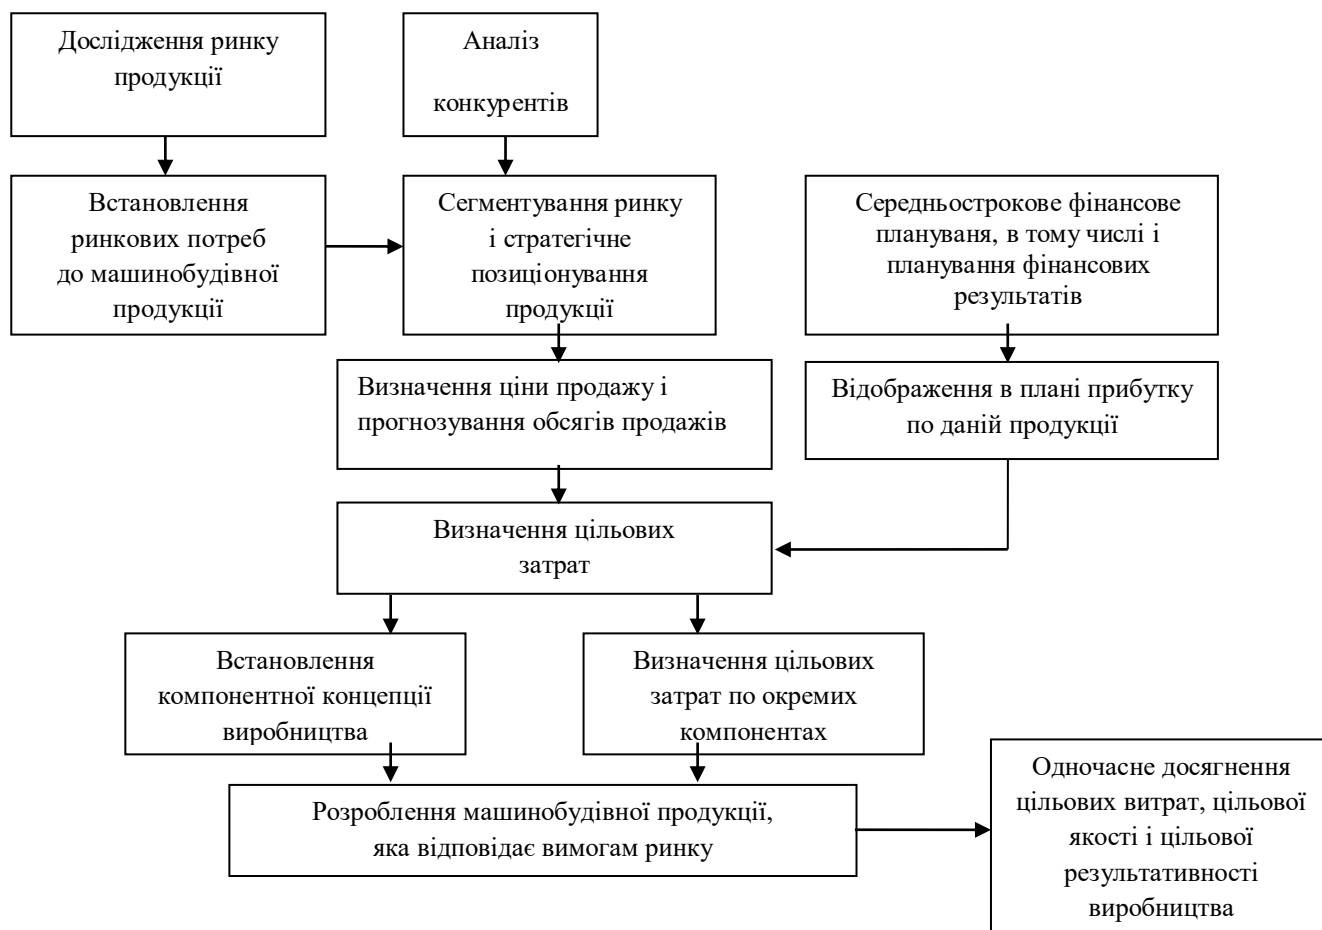 Дослідження ринку
продукції
Аналіз
конкурентів
Встановлення
ринкових потреб
до машинобудівної
продукції
Сегментування ринку
і стратегічне
позиціонування
продукції
Середньострокове фінансове
плануваня, в тому числі і
планування фінансових
результатів
Визначення ціни продажу і
прогнозування обсягів продажів
Відображення в плані прибутку
по даній продукції
Визначення цільових
затрат
Встановлення
компонентної концепції
виробництва
Визначення цільових
затрат по окремих
компонентах
Розроблення машинобудівної продукції,
яка відповідає вимогам ринку
Одночасне досягнення
цільових витрат, цільової
якості і цільової
результативності
виробництва